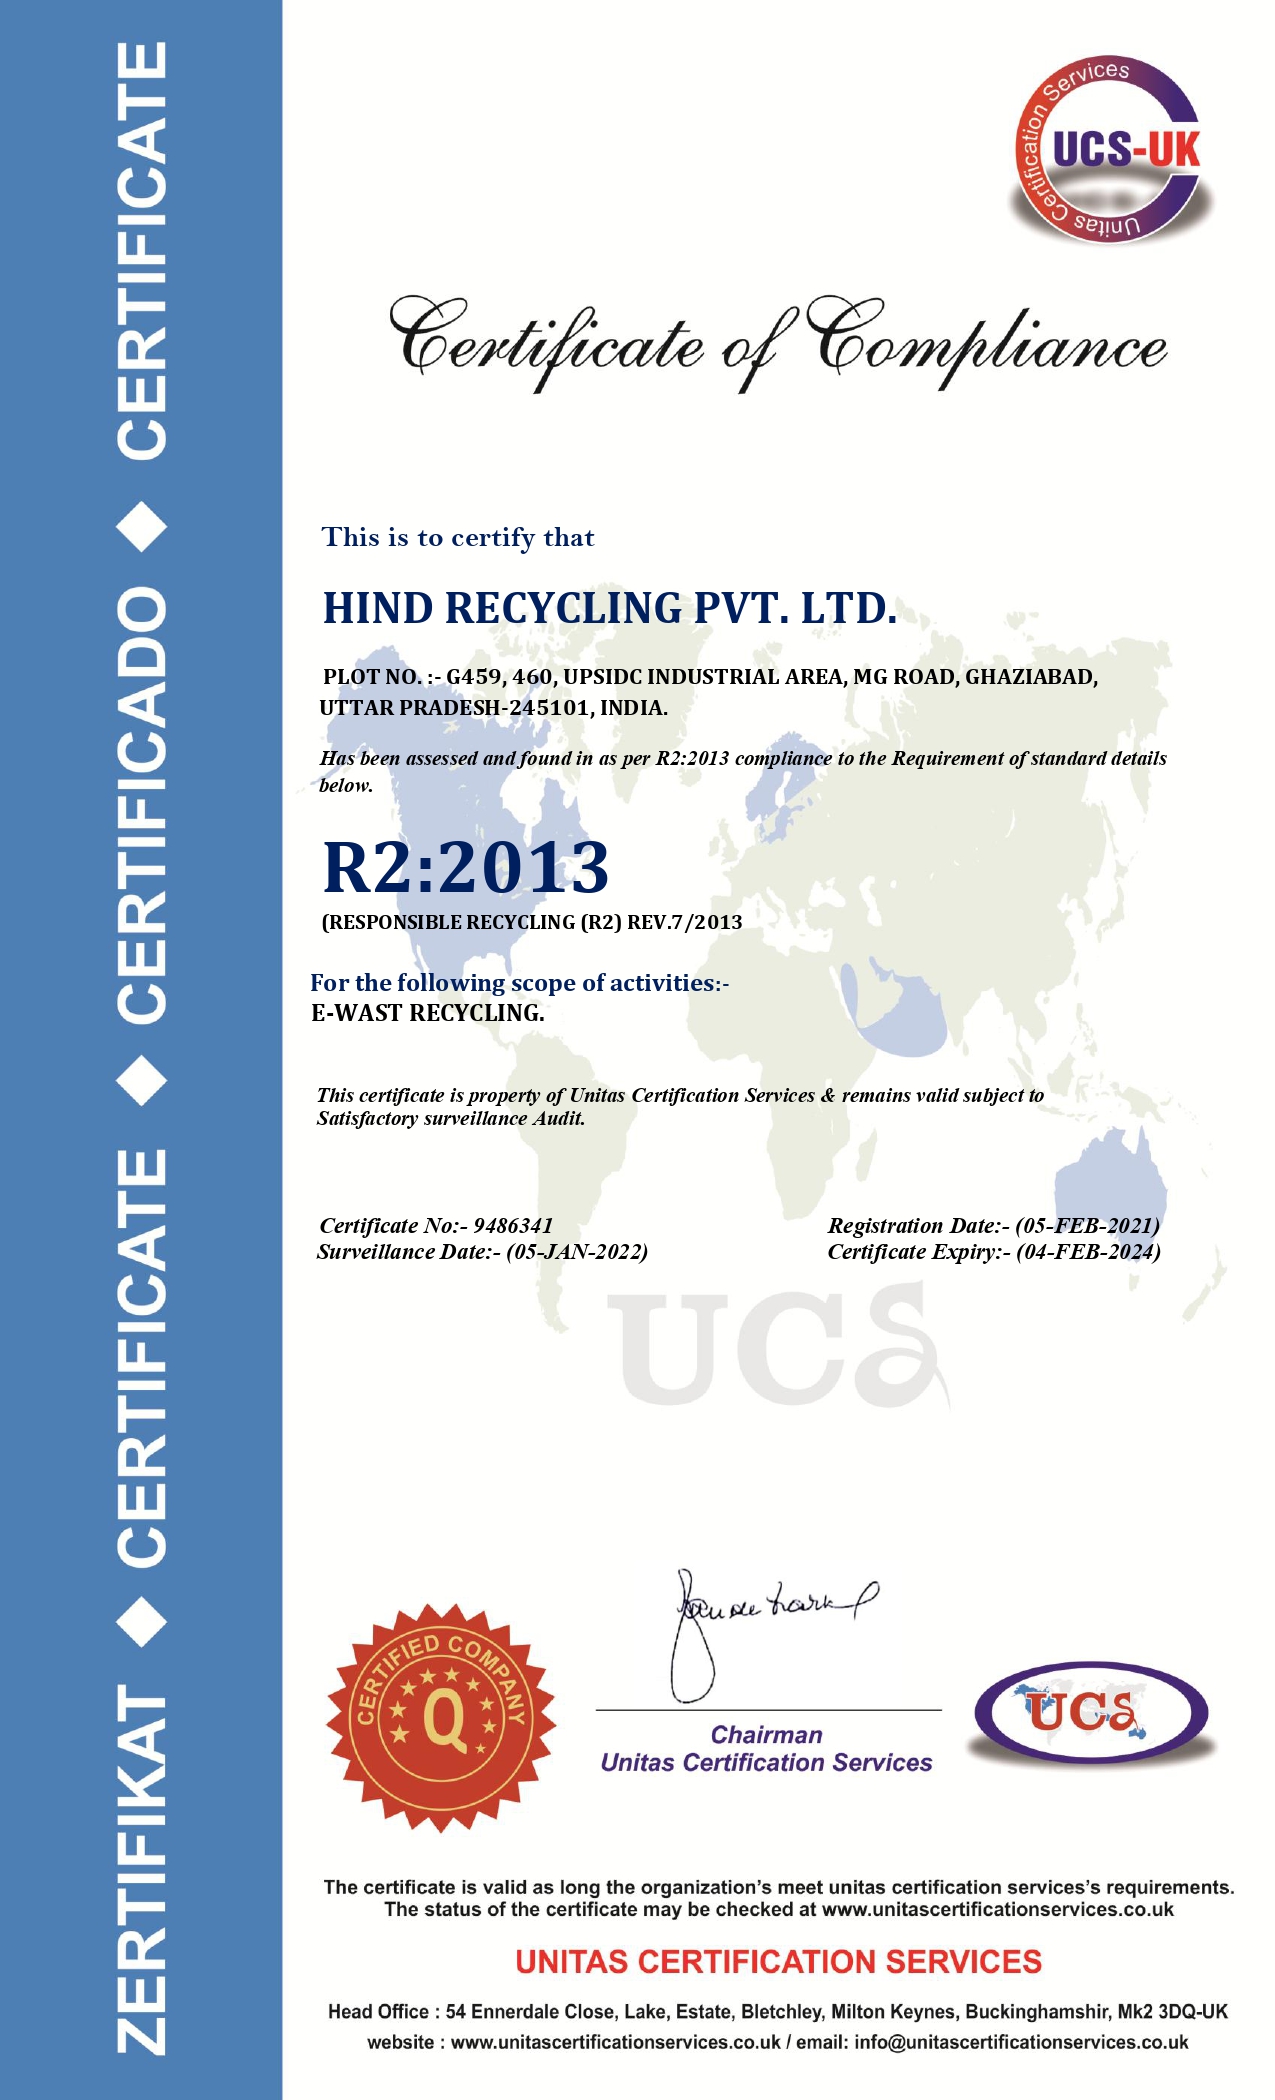 ZERTIFIKAT ◆ CERTIFICATE ◆ CERTIFICADO ◆ CERTIFICATE
Unitas Certification Services
UCS-UK
Certificate of Compliance
This is to certify that
HIND RECYCLING PVT. LTD.
PLOT NO. :- G459, 460, UPSIDC INDUSTRIAL AREA, MG ROAD, GHAZIABAD,
UTTAR PRADESH-245101, INDIA.
Has been assessed and found in as per R2:2013 compliance to the Requirement of standard details
below.
R2:2013
(RESPONSIBLE RECYCLING (R2) REV.7/2013
For the following scope of activities:-
E-WAST RECYCLING.
This certificate is property of Unitas Certification Services & remains valid subject to
Satisfactory surveillance Audit.
Certificate No:- 9486341
Registration Date:- (05-FEB-2021)
Surveillance Date:- (05-JAN-2022)
Certificate Expiry:- (04-FEB-2024)
UCS
CERTIFIED COMPANY
Q
Chairman
Unitas Certification Services
UCS
The certificate is valid as long the organization's meet unitas certification services's requirements.
The status of the certificate may be checked at www.unitascertificationservices.co.uk
UNITAS CERTIFICATION SERVICES
Head Office : 54 Ennerdale Close, Lake, Estate, Bletchley, Milton Keynes, Buckinghamshir, Mk2 3DQ-UK
website : www.unitascertificationservices.co.uk / email: info@unitascertificationservices.co.uk